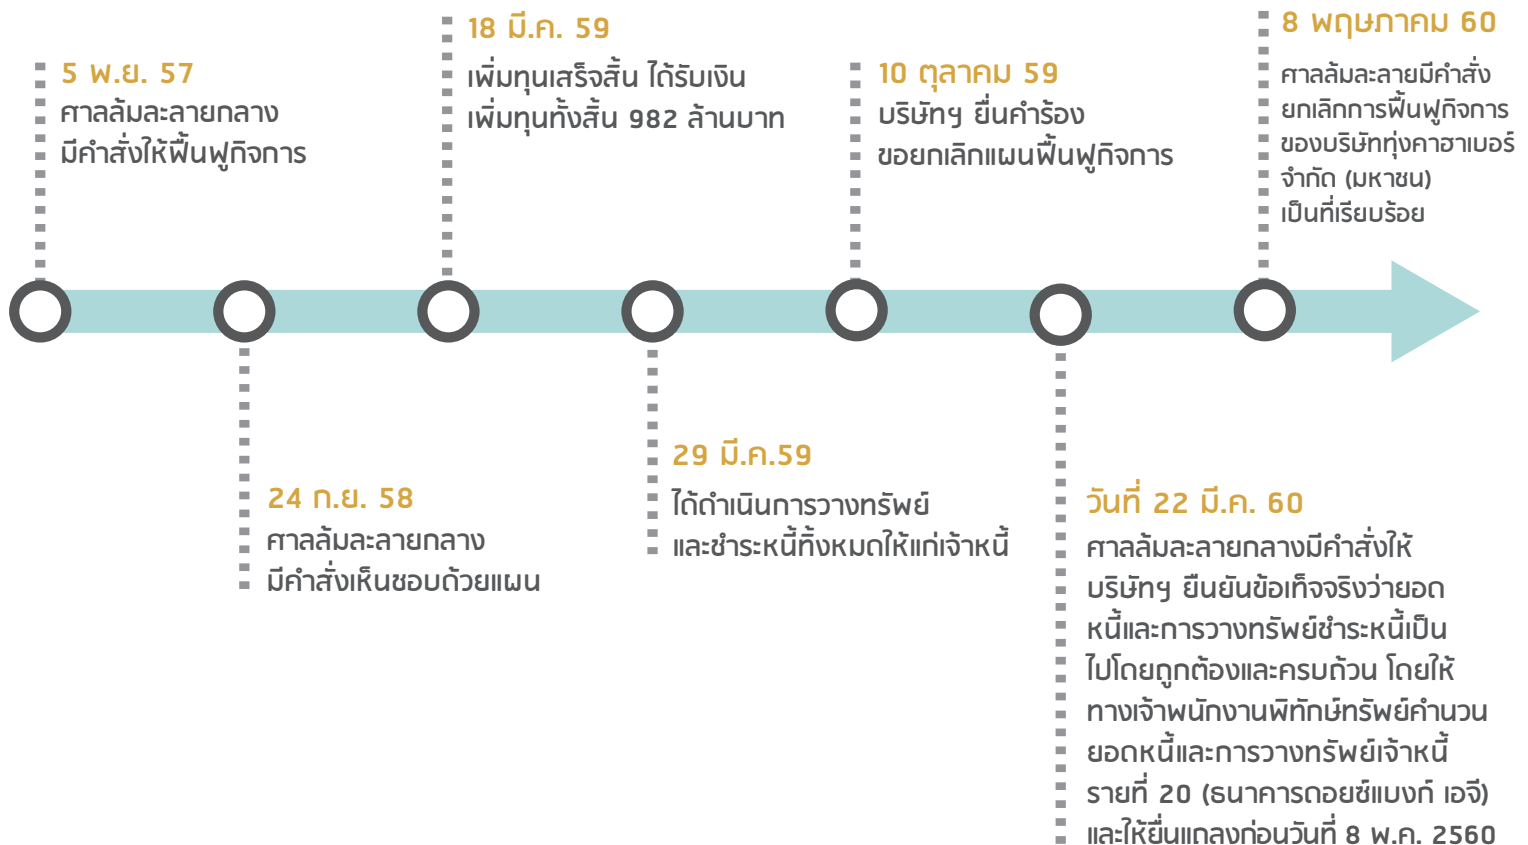 5 พ.ย. 57
ศาลล้มละลายกลาง
มีคำสั่งให้ฟื้นฟูกิจการ
24 ก.ย. 58
ศาลล้มละลายกลาง
มีคำสั่งเห็นชอบด้วยแผน
18 มี.ค. 59
เพิ่มทุนเสร็จสิ้น ได้รับเงิน
เพิ่มทุนทั้งสิ้น 982 ล้านบาท
29 มี.ค.59
ได้ดำเนินการวางทรัพย์
และชำระหนี้ทั้งหมดให้แก่เจ้าหนี้
10 ตุลาคม 59
บริษัทฯ ยื่นคำร้อง
ขอยกเลิกแผนฟื้นฟูกิจการ
วันที่ 22 มี.ค. 60
ศาลล้มละลายกลางมีคำสั่งให้
บริษัทฯ ยืนยันข้อเท็จจริงว่ายอด
หนี้และการวางทรัพย์ชำระหนี้เป็น
ไปโดยถูกต้องและครบถ้วน โดยให้
ทางเจ้าพนักงานพิทักษ์ทรัพย์คำนวน
ยอดหนี้และการวางทรัพย์เจ้าหนี้
รายที่ 20 (ธนาคารดอยซ์แบงก์ เอจี)
และให้ยื่นแถลงก่อนวันที่ 8 พ.ค. 2560
8 พฤษภาคม 60
ศาลล้มละลายมีคำสั่ง
ยกเลิกการฟื้นฟูกิจการ
ของบริษัททุ่งคาฮาเบอร์
จำกัด (มหาชน)
เป็นที่เรียบร้อย